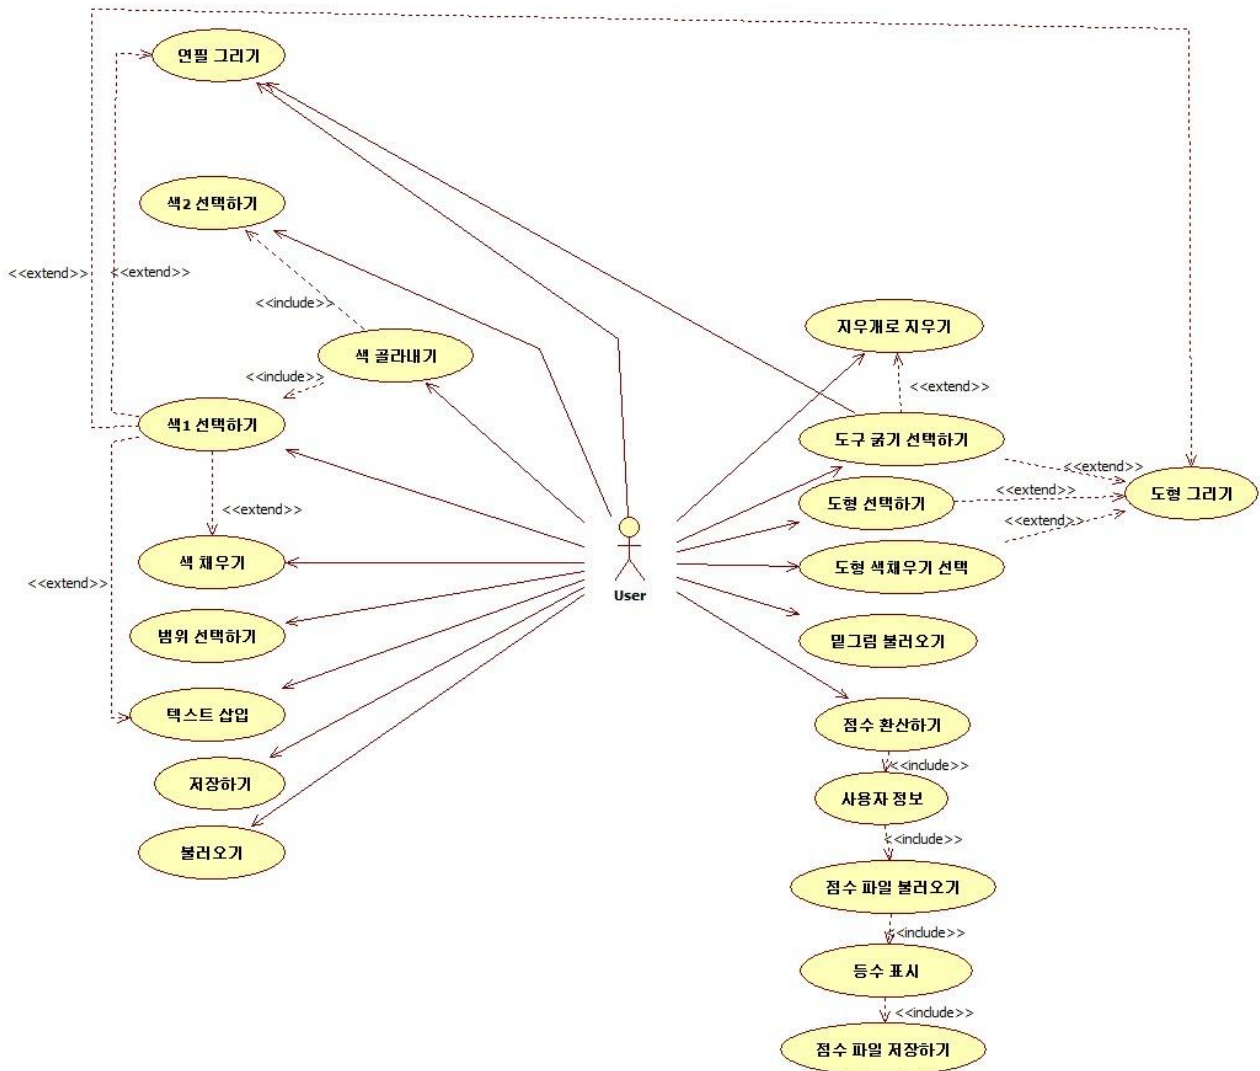 연필 그리기
색2 선택하기
<<extend>>
<<extend>>
<<include>>
지우개로 지우기
색 골라내기
<<include>>
<<extend>>
색1 선택하기
도구 굵기 선택하기
<<extend>>
도형 선택하기
<<extend>>
도형 그리기
<<extend>>
<<extend>>
색 채우기
도형 색채우기 선택
<<extend>>
User
범위 선택하기
밑그림 불러오기
텍스트 삽입
점수 환산하기
<<include>>
저장하기
사용자 정보
<<include>>
불러오기
점수 파일 불러오기
<<include>>
등수 표시
<<include>>
점수 파일 저장하기